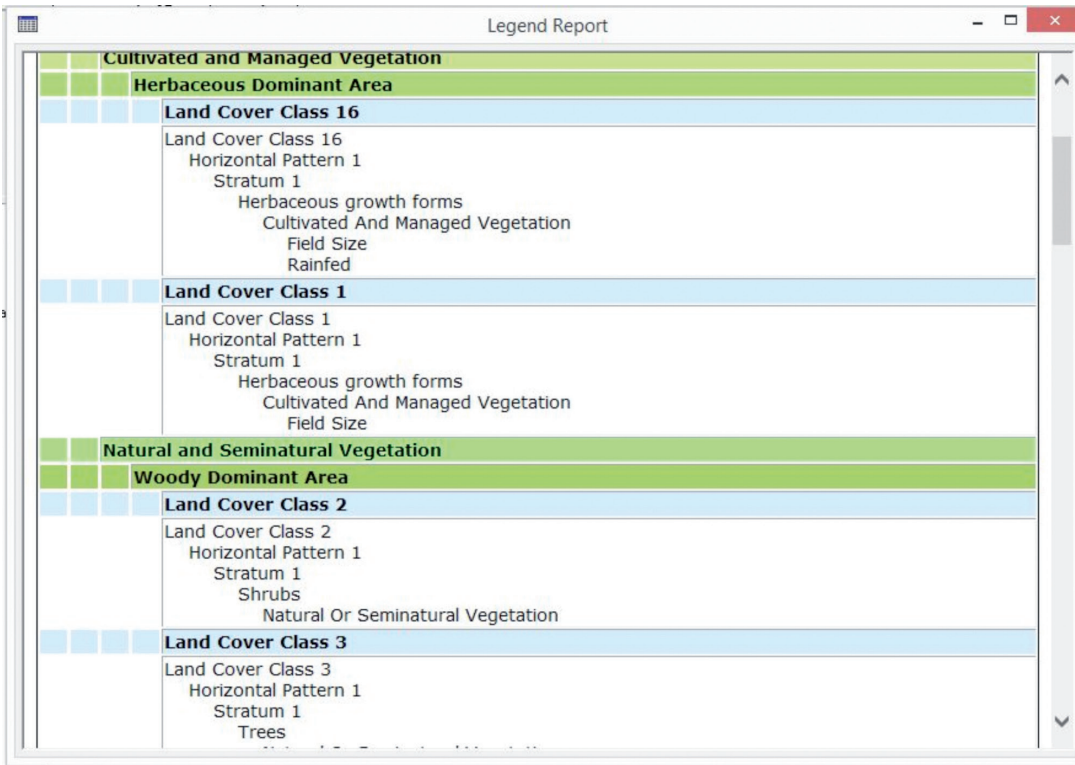 Legend Report
Cultivated and Managed Vegetation
Herbaceous Dominant Area
Land Cover Class 16
Land Cover Class 16
Horizontal Pattern 1
Stratum 1
Herbaceous growth forms
Cultivated And Managed Vegetation
Field Size
Rainfed
Land Cover Class 1
Land Cover Class 1
Horizontal Pattern 1
Stratum 1
Herbaceous growth forms
Cultivated And Managed Vegetation
Field Size
Natural and Seminatural Vegetation
Woody Dominant Area
Land Cover Class 2
Land Cover Class 2
Horizontal Pattern 1
Stratum 1
Shrubs
Natural Or Seminatural Vegetation
Land Cover Class 3
Land Cover Class 3
Horizontal Pattern 1
Stratum 1
Trees